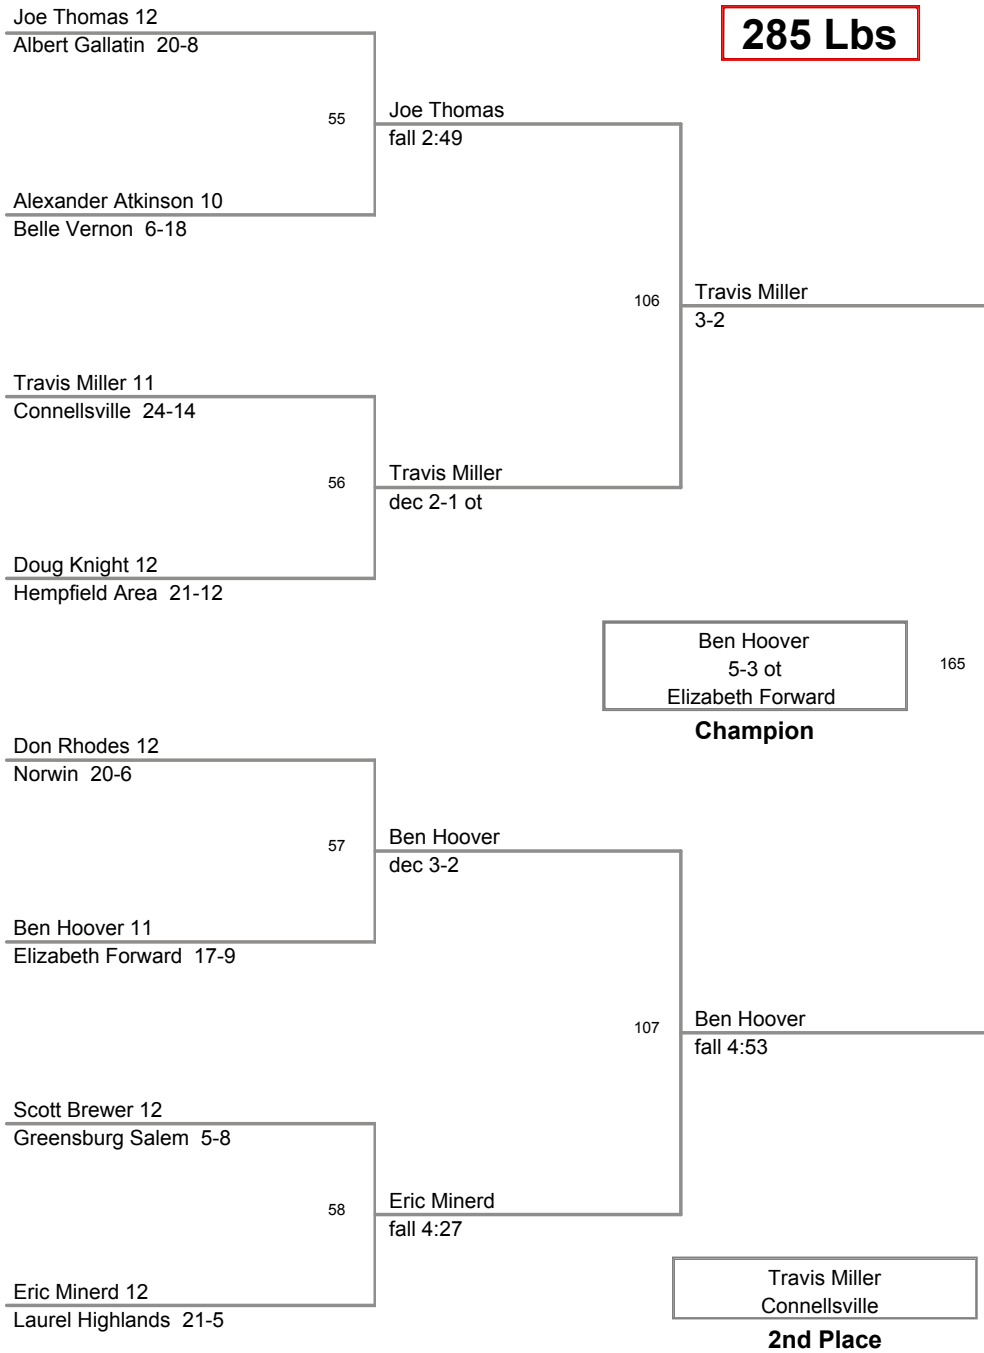 Joe Thomas 12
285 Lbs
Albert Gallatin 20-8
55
Joe Thomas
fall 2:49
Alexander Atkinson 10
Belle Vernon 6-18
106
Travis Miller
3-2
Travis Miller 11
Connellsville 24-14
56
Travis Miller
dec 2-1 ot
Doug Knight 12
Hempfield Area 21-12
Ben Hoover
5-3 ot
Elizabeth Forward
165
Champion
Don Rhodes 12
Norwin 20-6
57
Ben Hoover
dec 3-2
Ben Hoover 11
Elizabeth Forward 17-9
107
Ben Hoover
fall 4:53
Scott Brewer 12
Greensburg Salem 5-8
58
Eric Minerd
fall 4:27
Eric Minerd 12
Laurel Highlands 21-5
Travis Miller
Connellsville
2nd Place